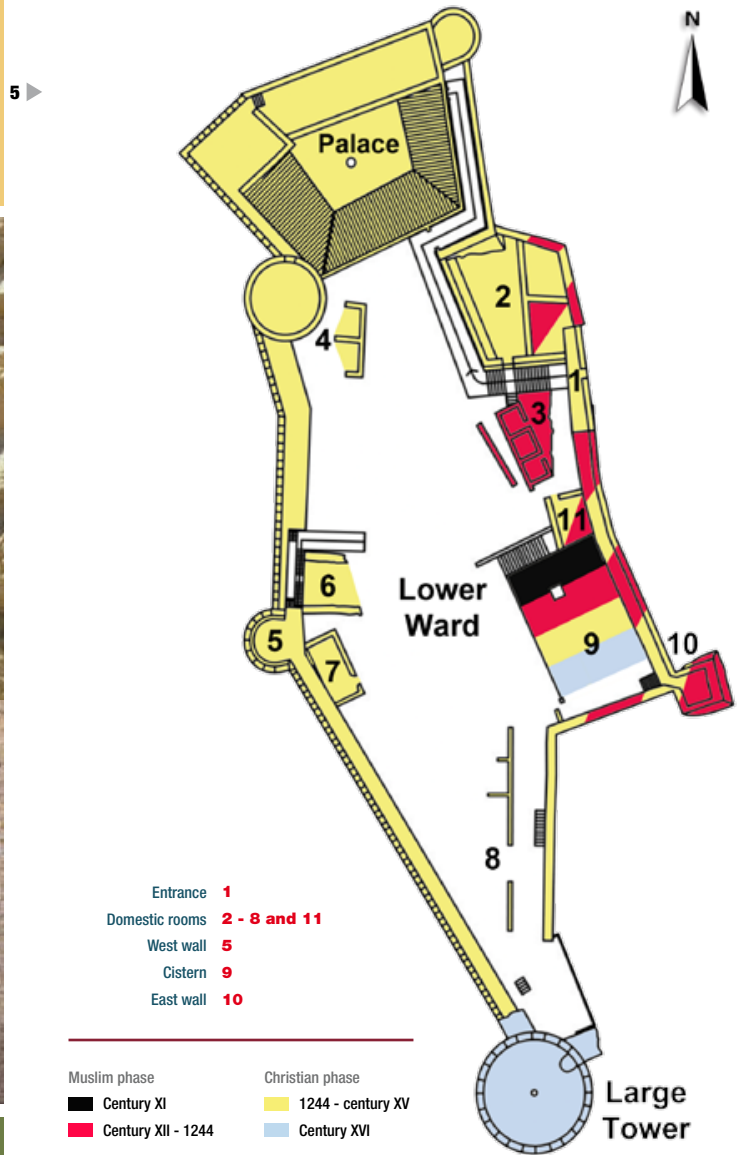 N
5
Palace
2
4
1
3
11
6
Lower
Ward
9
10
5
7
8
Entrance 1
Domestic rooms 2 - 8 and 11
West wall 5
Cistern 9
East wall 10
Muslim phase
Century XI
Century XII - 1244
Christian phase
1244 - century XV
Century XVI
Large
Tower